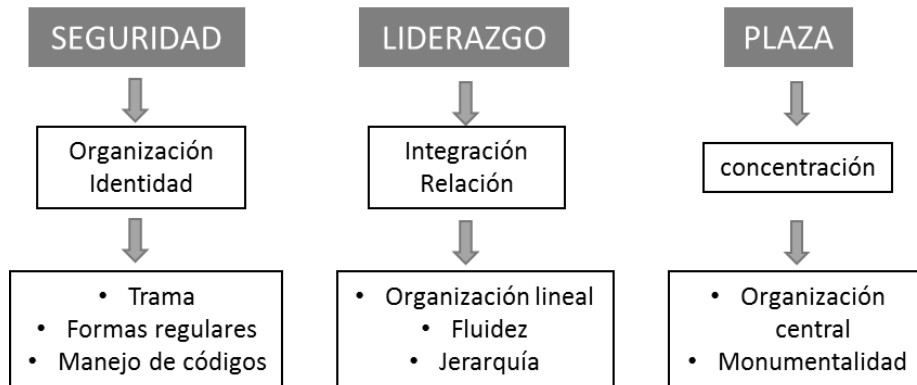 SEGURIDAD
Organización
Identidad
• Trama
• Formas regulares
• Manejo de códigos
LIDERAZGO
Integración
Relación
• Organización lineal
• Fluidez
• Jerarquía
PLAZA
concentración
• Organización
central
• Monumentalidad